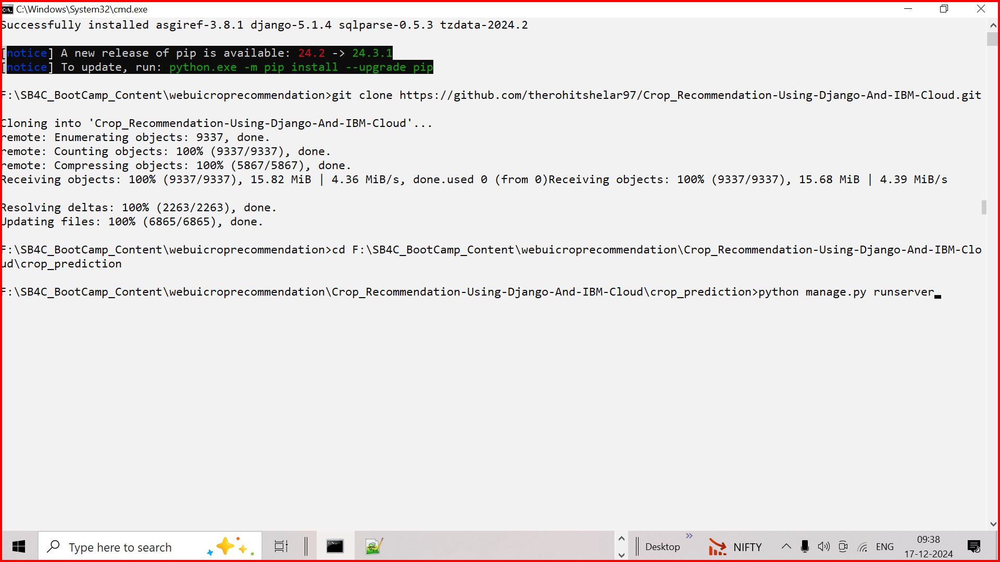 C:\Windows\System32\cmd.exe
Successfully installed asgiref-3.8.1 django-5.1.4 sqlparse-0.5.3 tzdata-2024.2
[notice] A new release of pip is available: 24.2 -> 24.3.1
[notice] To update, run: python.exe -m pip install --upgrade pip
F:\SB4C_BootCamp_Content\webuicroprecommendation>git clone https://github.com/therohitshelar97/Crop_Recommendation-Using-Django-And-IBM-Cloud.git
Cloning into 'Crop_Recommendation-Using-Django-And-IBM-Cloud'...
remote: Enumerating objects: 9337, done.
remote: Counting objects: 100% (9337/9337), done.
remote: Compressing objects: 100% (5867/5867), done.
Receiving objects: 100% (9337/9337), 15.82 MiB | 4.36 MiB/s, done.used 0 (from 0)Receiving objects: 100% (9337/9337), 15.68 MiB | 4.39 MiB/s
Resolving deltas: 100% (2263/2263), done.
Updating files: 100% (6865/6865), done.
F:\SB4C_BootCamp_Content\webuicroprecommendation>cd F:\SB4C_BootCamp_Content\webuicroprecommendation\Crop_Recommendation-Using-Django-And-IBM-Clo
ud\crop_prediction
F:\SB4C_BootCamp_Content\webuicroprecommendation\Crop_Recommendation-Using-Django-And-IBM-Cloud\crop_prediction>python manage.py runserver
Type here to search
Desktop
NIFTY
ENG
09:38
17-12-2024